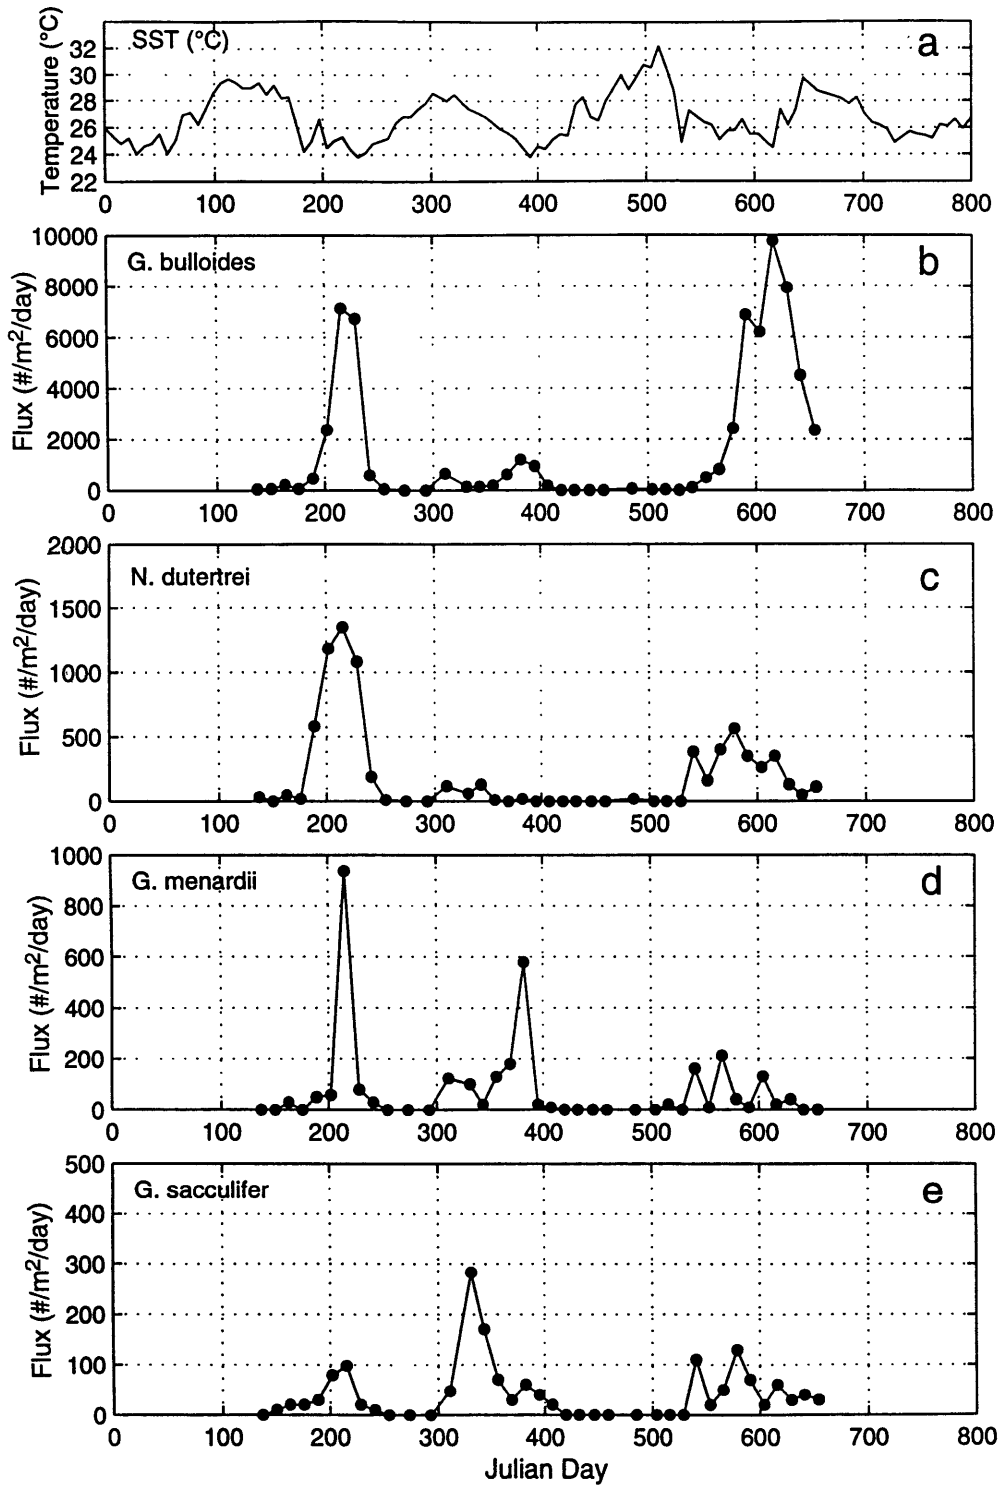 SST (°C)
a
Temperature (°C)
32
30
28
26
24
22
0 100 200 300 400 500 600 700 800
G. bulloides
b
Flux (#/m²/day)
10000
8000
6000
4000
2000
0
0 100 200 300 400 500 600 700 800
N. dutertrei
c
Flux (#/m²/day)
2000
1500
1000
500
0
0 100 200 300 400 500 600 700 800
G. menardii
d
Flux (#/m²/day)
1000
800
600
400
200
0
0 100 200 300 400 500 600 700 800
G. sacculifer
e
Flux (#/m²/day)
500
400
300
200
100
0
0 100 200 300 400 500 600 700 800
Julian Day